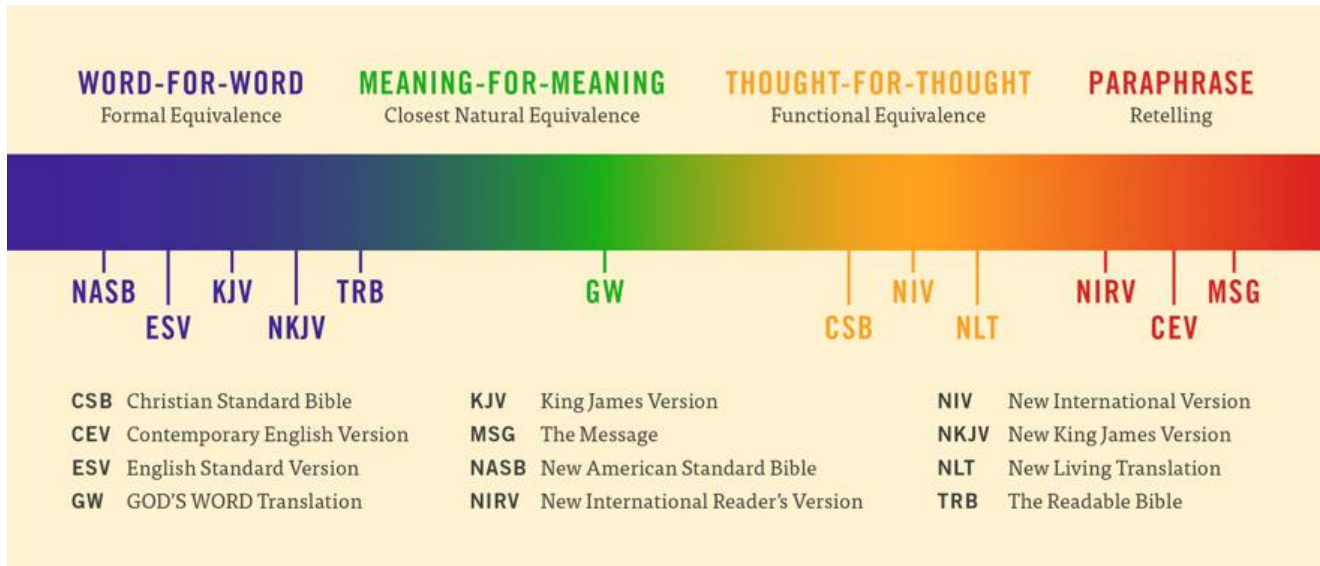 WORD-FOR-WORD MEANING-FOR-MEANING THOUGHT-FOR-THOUGHT PARAPHRASE
Formal Equivalence Closest Natural Equivalence Functional Equivalence Retelling
NASB KJV TRB GW NIV NIRV MSG
ESV NKJV CSB NLT CEV
CSB Christian Standard Bible
CEV Contemporary English Version
ESV English Standard Version
GW GOD'S WORD Translation
KJV King James Version
MSG The Message
NASB New American Standard Bible
NIRV New International Reader's Version
NIV New International Version
NKJV New King James Version
NLT New Living Translation
TRB The Readable Bible